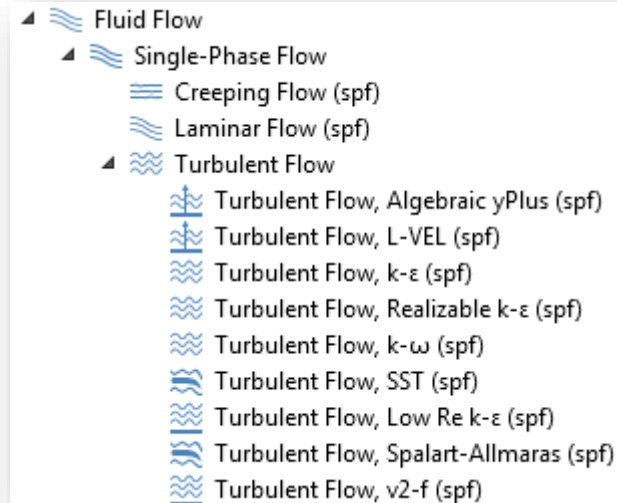 Fluid Flow
Single-Phase Flow
Creeping Flow (spf)
Laminar Flow (spf)
Turbulent Flow
Turbulent Flow, Algebraic yPlus (spf)
Turbulent Flow, L-VEL (spf)
Turbulent Flow, k-ε (spf)
Turbulent Flow, Realizable k-ε (spf)
Turbulent Flow, k-ω (spf)
Turbulent Flow, SST (spf)
Turbulent Flow, Low Re k-ε (spf)
Turbulent Flow, Spalart-Allmaras (spf)
Turbulent Flow, v2-f (spf)